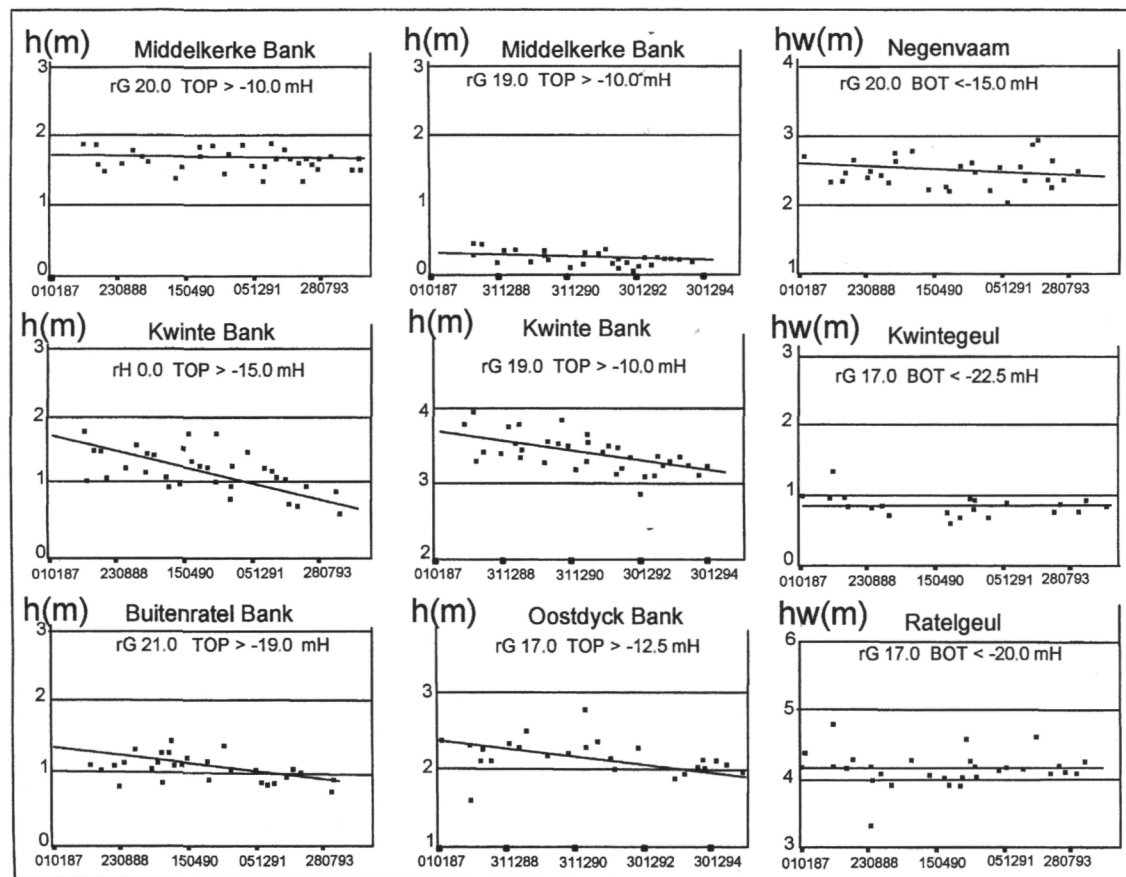 h(m) Middelkerke Bank
rG 20.0 TOP > -10.0 mH
3
2
1
0
010187 230888 150490 051291 280793
h(m) Middelkerke Bank
rG 19.0 TOP > -10.0 mH
3
2
1
0
010187 311288 311290 301292 301294
hw(m) Negenvaam
rG 20.0 BOT <-15.0 mH
4
3
2
1
010187 230888 150490 051291 280793
h(m) Kwinte Bank
rH 0.0 TOP > -15.0 mH
3
2
1
0
010187 230888 150490 051291 280793
h(m) Kwinte Bank
rG 19.0 TOP > -10.0 mH
4
3
2
010187 311288 311290 301292 301294
hw(m) Kwintegeul
rG 17.0 BOT < -22.5 mH
3
2
1
0
010187 230888 150490 051291 280793
h(m) Buitenratel Bank
rG 21.0 TOP > -19.0 mH
3
2
1
0
010187 230888 150490 051291 280793
h(m) Oostdyck Bank
rG 17.0 TOP > -12.5 mH
3
2
1
010187 311288 311290 301292 301294
hw(m) Ratelgeul
rG 17.0 BOT < -20.0 mH
6
5
4
3
010187 230888 150490 051291 280793